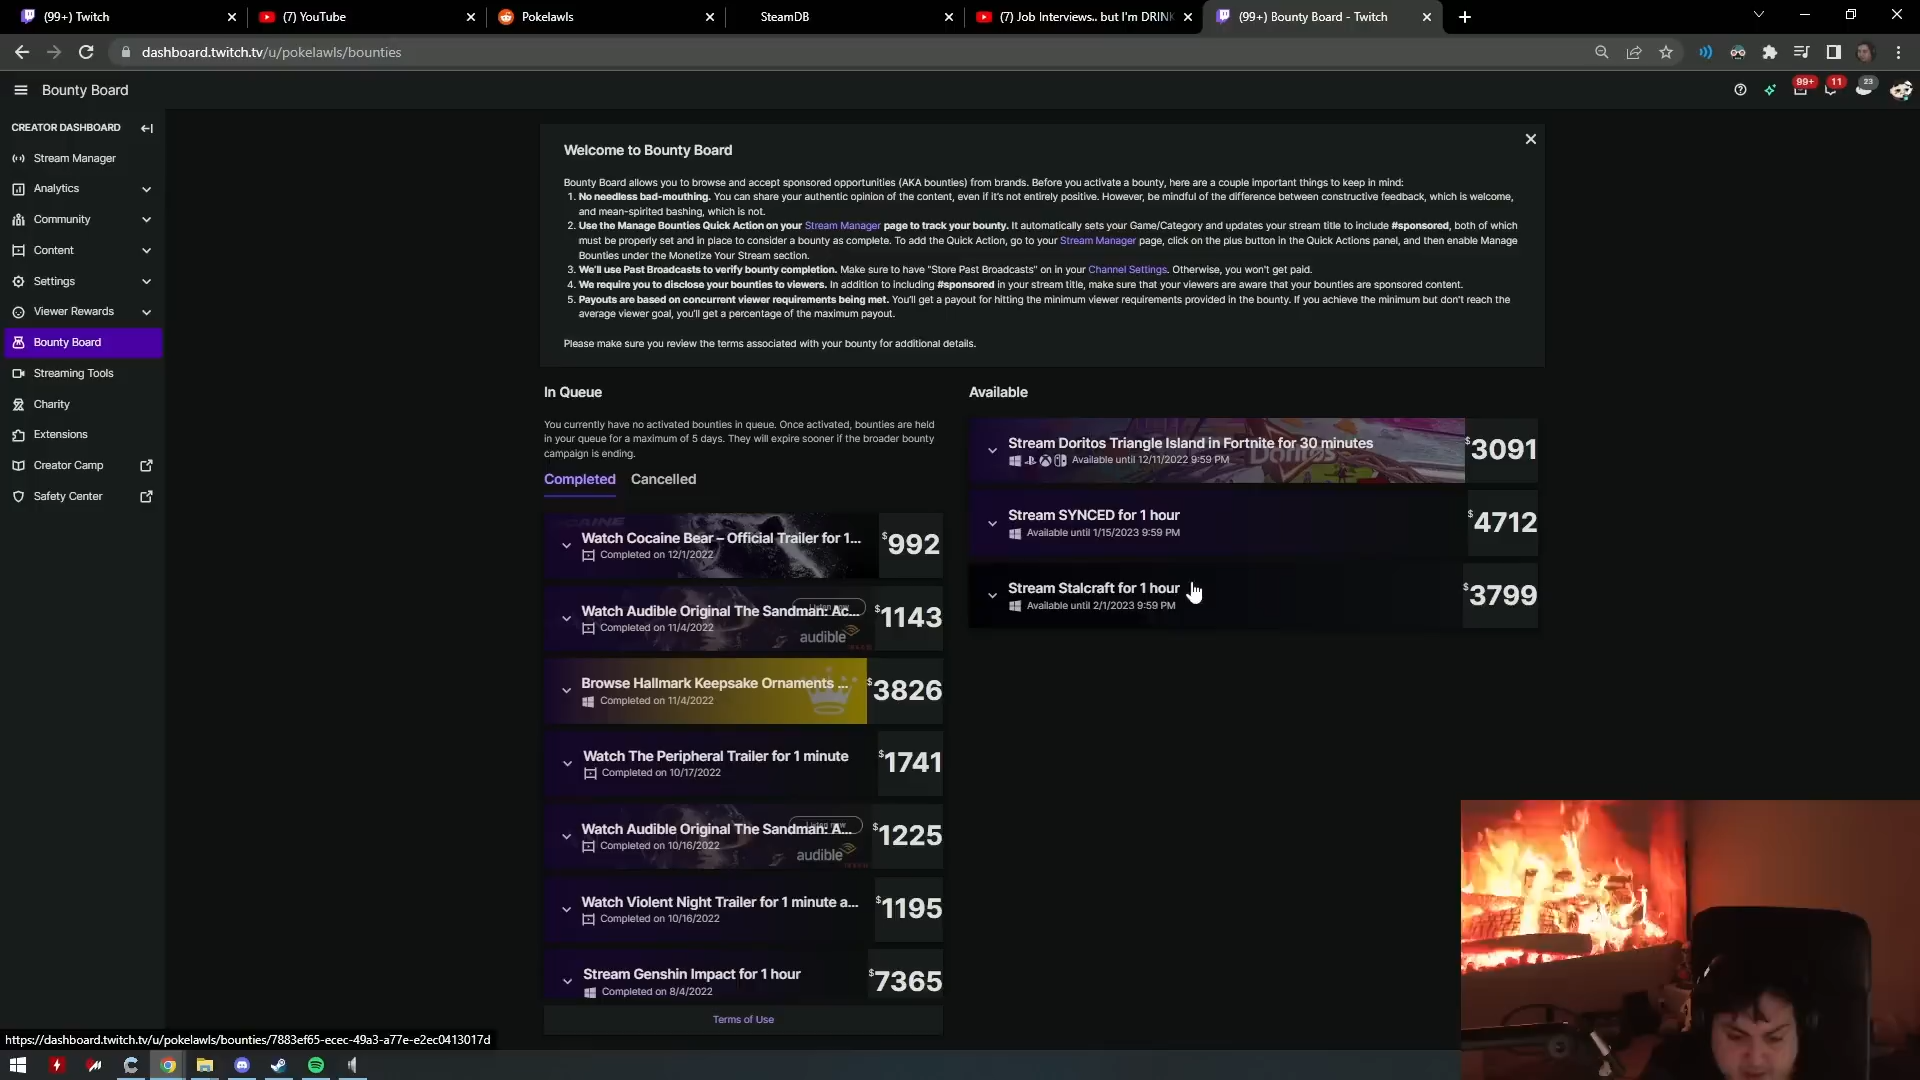 (99+) Twitch
(7) YouTube
Pokelawls
SteamDB
(7) Job Interviews.. but I'm DRINK
(99+) Bounty Board - Twitch
dashboard.twitch.tv/u/pokelawls/bounties
Bounty Board
99+
11
23
CREATOR DASHBOARD
Stream Manager
Analytics
Community
Content
Settings
Viewer Rewards
Bounty Board
Streaming Tools
Charity
Extensions
Creator Camp
Safety Center
Welcome to Bounty Board
Bounty Board allows you to browse and accept sponsored opportunities (AKA bounties) from brands. Before you activate a bounty, here are a couple important things to keep in mind:
1. No needless bad-mouthing. You can share your authentic opinion of the content, even if it's not entirely positive. However, be mindful of the difference between constructive feedback, which is welcome,
and mean-spirited bashing, which is not.
2. Use the Manage Bounties Quick Action on your Stream Manager page to track your bounty. It automatically sets your Game/Category and updates your stream title to include #sponsored, both of which
must be properly set and in place to consider a bounty as complete. To add the Quick Action, go to your Stream Manager page, click on the plus button in the Quick Actions panel, and then enable Manage
Bounties under the Monetize Your Stream section.
3. We'll use Past Broadcasts to verify bounty completion. Make sure to have "Store Past Broadcasts" on in your Channel Settings. Otherwise, you won't get paid.
4. We require you to disclose your bounties to viewers. In addition to including #sponsored in your stream title, make sure that your viewers are aware that your bounties are sponsored content.
5. Payouts are based on concurrent viewer requirements being met. You'll get a payout for hitting the minimum viewer requirements provided in the bounty. If you achieve the minimum but don't reach the
average viewer goal, you'll get a percentage of the maximum payout.
Please make sure you review the terms associated with your bounty for additional details.
In Queue
You currently have no activated bounties in queue. Once activated, bounties are held
in your queue for a maximum of 5 days. They will expire sooner if the broader bounty
campaign is ending.
Completed Cancelled
Watch Cocaine Bear – Official Trailer for 1...
Completed on 12/1/2022
$992
Watch Audible Original The Sandman: Ac...
Completed on 11/4/2022
audible
$1143
Browse Hallmark Keepsake Ornaments ...
Completed on 11/4/2022
$3826
Watch The Peripheral Trailer for 1 minute
Completed on 10/17/2022
$1741
Watch Audible Original The Sandman: A...
Completed on 10/16/2022
audible
$1225
Watch Violent Night Trailer for 1 minute a...
Completed on 10/16/2022
$1195
Stream Genshin Impact for 1 hour
Completed on 8/4/2022
$7365
Terms of Use
Available
Stream Doritos Triangle Island in Fortnite for 30 minutes
Available until 12/11/2022 9:59 PM
Doritos
$3091
Stream SYNCED for 1 hour
Available until 1/15/2023 9:59 PM
$4712
Stream Stalcraft for 1 hour
Available until 2/1/2023 9:59 PM
$3799
https://dashboard.twitch.tv/u/pokelawls/bounties/7883ef65-ecec-49a3-a77e-e2ec0413017d